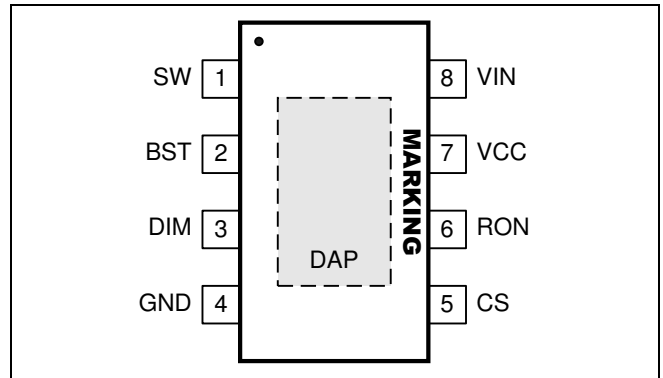 SW 1 8 VIN
BST 2 7 VCC
DIM 3 6 RON
GND 4 5 CS
MARKING
DAP